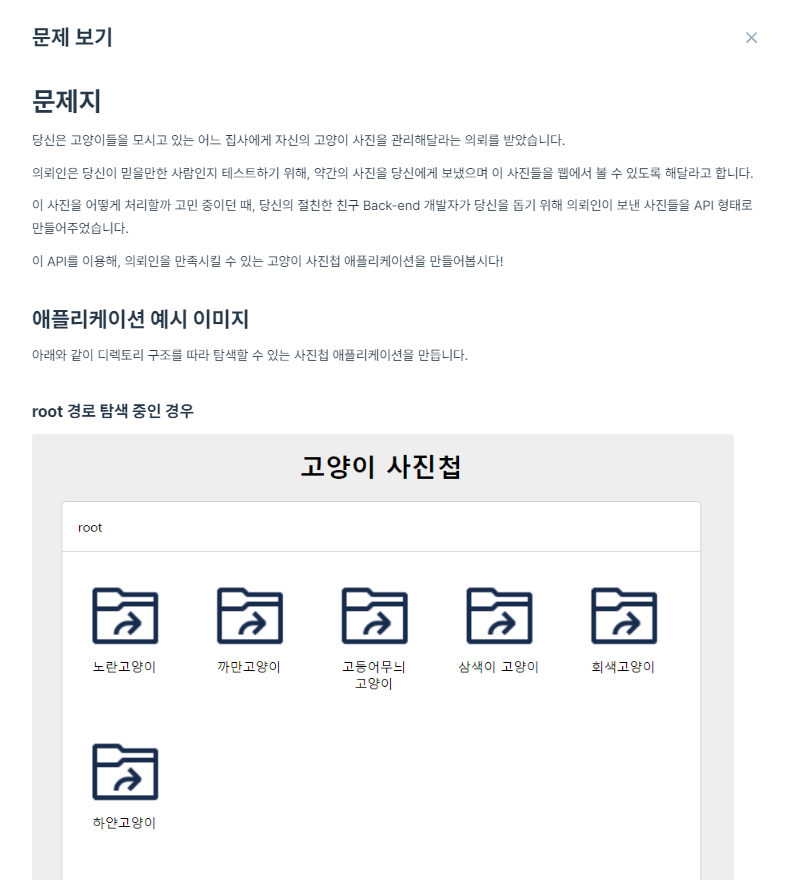 문제 보기
문제지
당신은 고양이들을 모시고 있는 어느 집사에게 자신의 고양이 사진을 관리해달라는 의뢰를 받았습니다.
의뢰인은 당신이 믿을만한 사람인지 테스트하기 위해, 약간의 사진을 당신에게 보냈으며 이 사진들을 웹에서 볼 수 있도록 해달라고 합니다.
이 사진을 어떻게 처리할까 고민 중이던 때, 당신의 절친한 친구 Back-end 개발자가 당신을 돕기 위해 의뢰인이 보낸 사진들을 API 형태로
만들어주었습니다.
이 API를 이용해, 의뢰인을 만족시킬 수 있는 고양이 사진첩 애플리케이션을 만들어봅시다!
애플리케이션 예시 이미지
아래와 같이 디렉토리 구조를 따라 탐색할 수 있는 사진첩 애플리케이션을 만듭니다.
root 경로 탐색 중인 경우
고양이 사진첩
root
노란고양이
까만고양이
고등어무늬
고양이
삼색이 고양이
회색고양이
하얀고양이